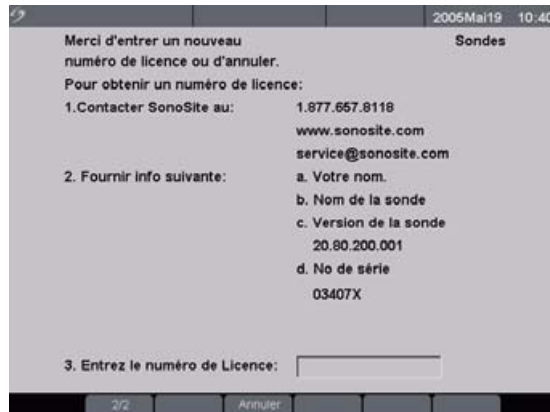 2005Mai19 10:40
Merci d'entrer un nouveau
Sondes
numéro de licence ou d'annuler.
Pour obtenir un numéro de licence:
1.Contacter SonoSite au: 1.877.657.8118
www.sonosite.com
service@sonosite.com
2. Fournir info suivante: a. Votre nom.
b. Nom de la sonde
c. Version de la sonde
20.80.200.001
d. No de série
03407X
3. Entrez le numéro de Licence:
2/2 Annuler